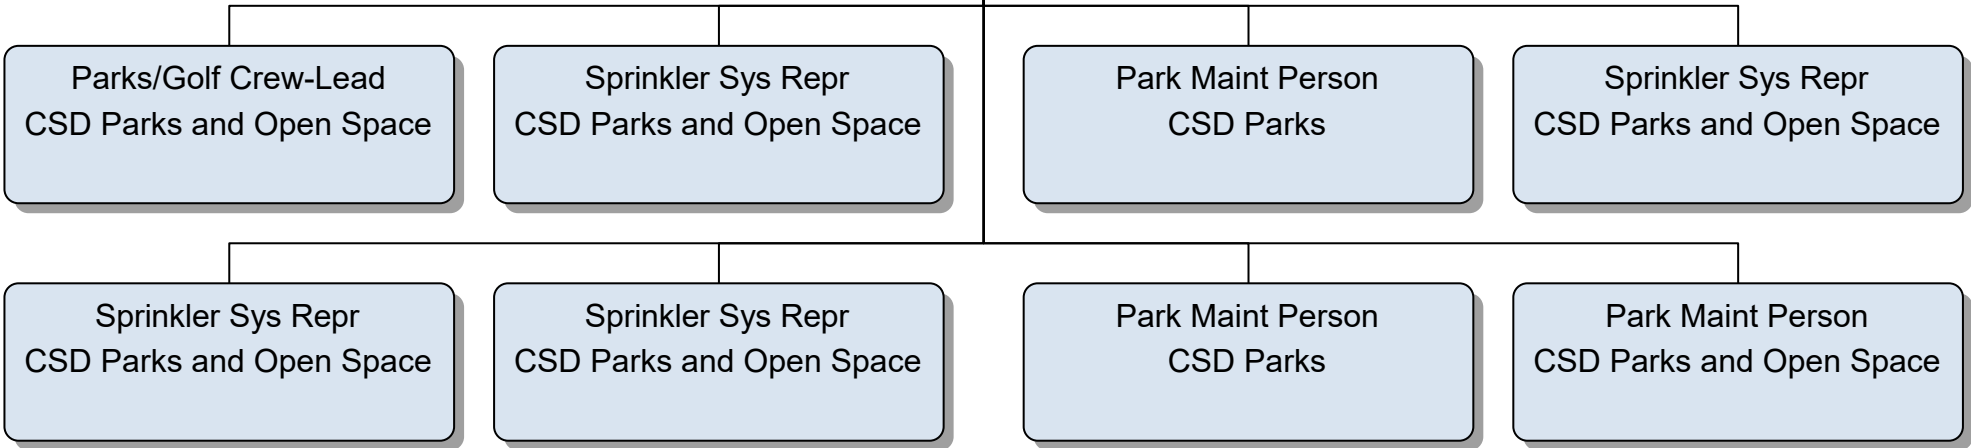 Parks/Golf Crew-Lead
CSD Parks and Open Space
Sprinkler Sys Repr
CSD Parks and Open Space
Park Maint Person
CSD Parks
Sprinkler Sys Repr
CSD Parks and Open Space
Sprinkler Sys Repr
CSD Parks and Open Space
Sprinkler Sys Repr
CSD Parks and Open Space
Park Maint Person
CSD Parks
Park Maint Person
CSD Parks and Open Space